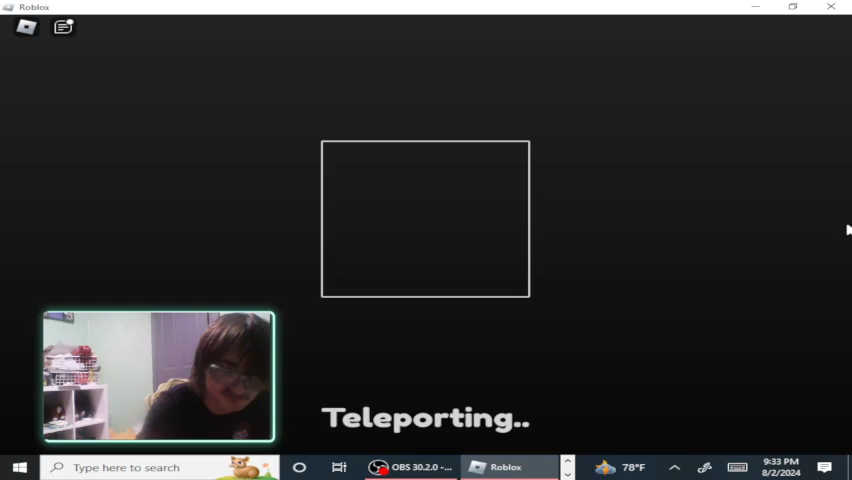 Roblox
Teleporting..
Type here to search
OBS 30.2.0 -...
Roblox
78°F
9:33 PM
8/2/2024